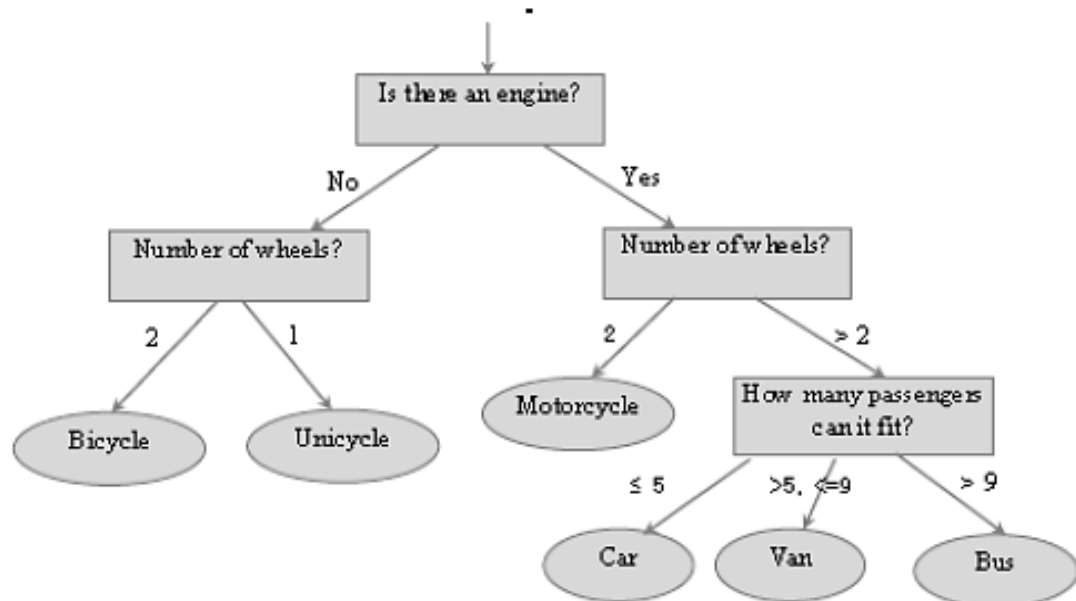 Is there an engine?
No
Yes
Number of wheels?
Number of wheels?
2
1
2
> 2
Bicycle
Unicycle
Motorcycle
How many passengers
can it fit?
≤ 5
>5, <=9
> 9
Car
Van
Bus